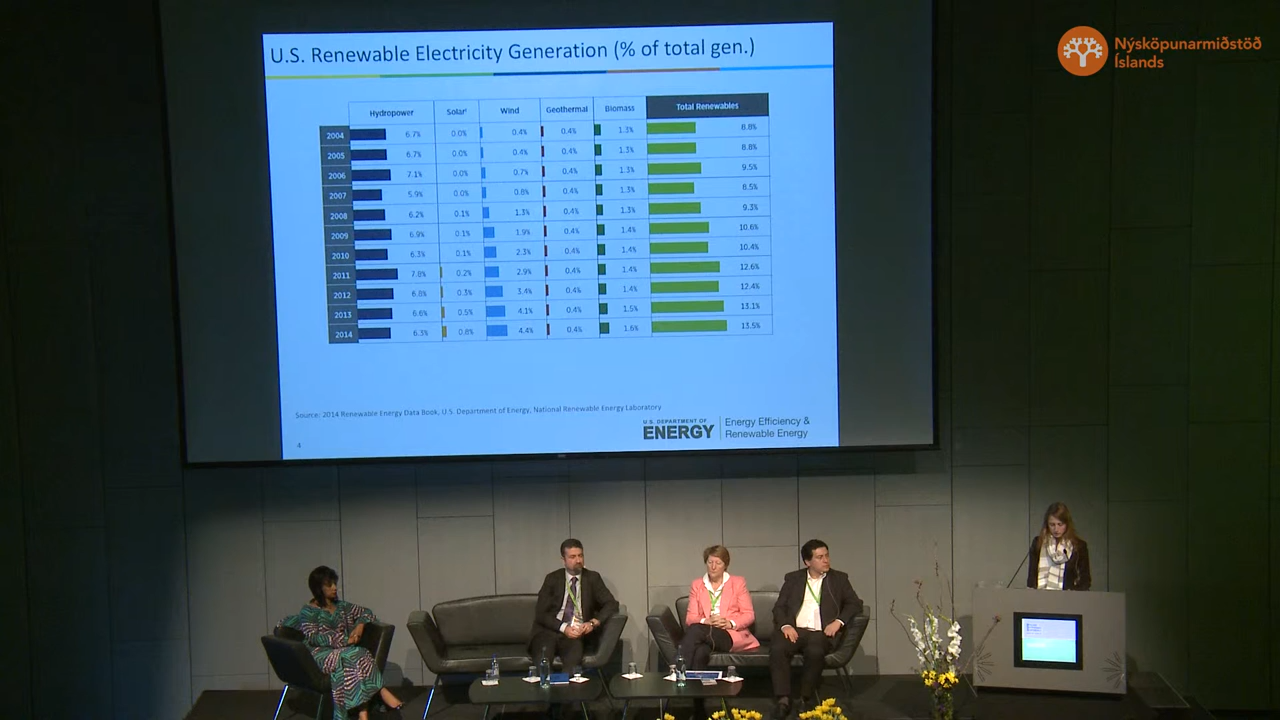 U.S. Renewable Electricity Generation (% of total gen.)
Hydropower Solar¹ Wind Geothermal Biomass Total Renewables
2004 6.7% 0.0% 0.4% 0.4% 1.3% 8.8%
2005 6.7% 0.0% 0.4% 0.4% 1.3% 8.8%
2006 7.1% 0.0% 0.7% 0.4% 1.3% 9.5%
2007 5.9% 0.0% 0.8% 0.4% 1.3% 8.5%
2008 6.2% 0.1% 1.3% 0.4% 1.3% 9.3%
2009 6.9% 0.1% 1.9% 0.4% 1.4% 10.6%
2010 6.3% 0.1% 2.3% 0.4% 1.4% 10.4%
2011 7.8% 0.2% 2.9% 0.4% 1.4% 12.6%
2012 6.8% 0.3% 3.4% 0.4% 1.4% 12.4%
2013 6.6% 0.5% 4.1% 0.4% 1.5% 13.1%
2014 6.3% 0.8% 4.4% 0.4% 1.6% 13.5%
Source: 2014 Renewable Energy Data Book, U.S. Department of Energy, National Renewable Energy Laboratory
4
U.S. DEPARTMENT OF
ENERGY
Energy Efficiency &
Renewable Energy
Nýsköpunarmiðstöð
Íslands